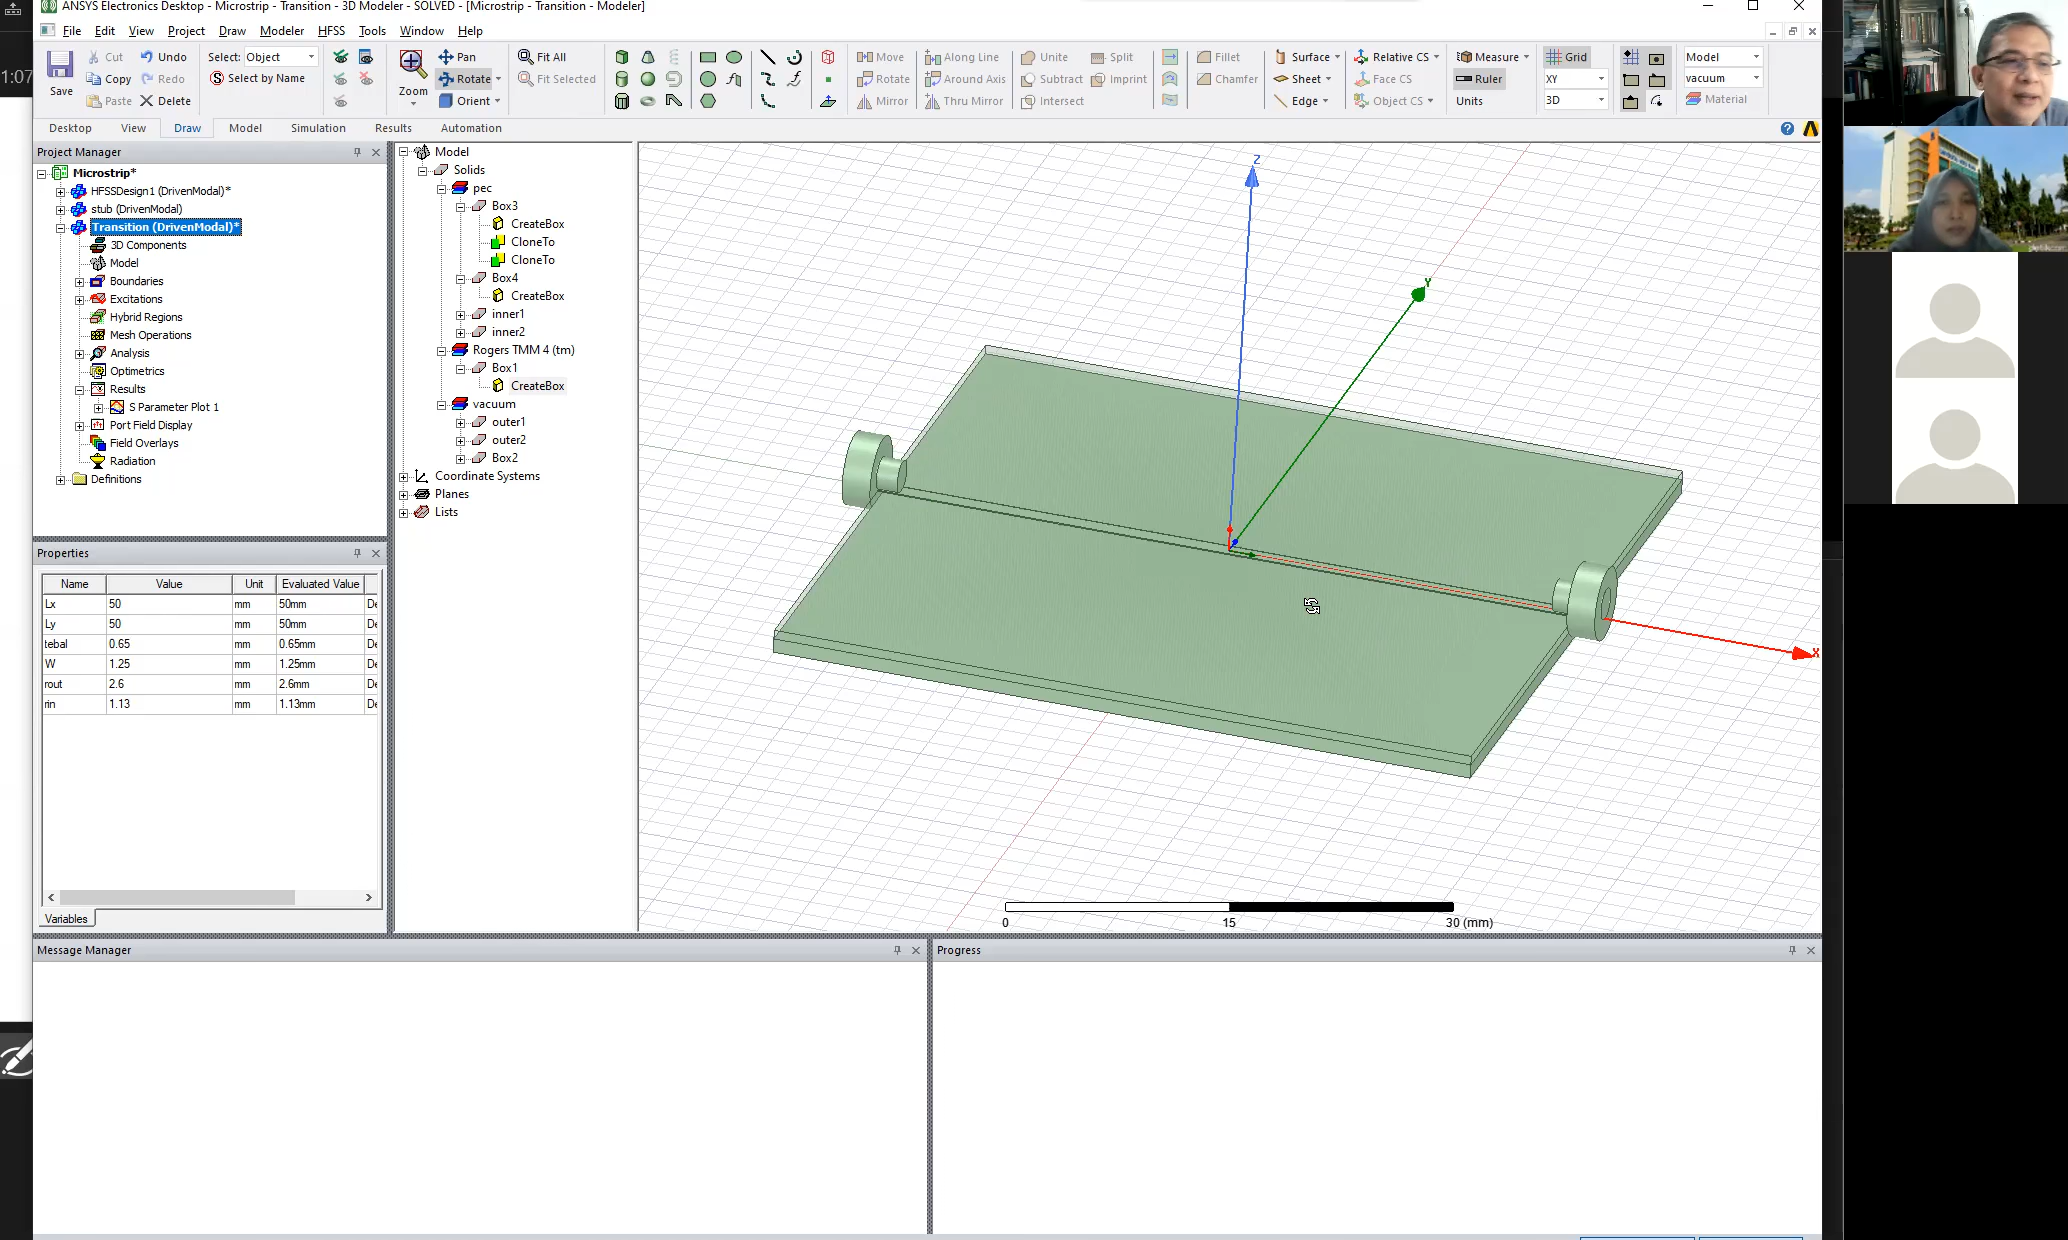 ANSYS Electronics Desktop - Microstrip - Transition - 3D Modeler - SOLVED - [Microstrip - Transition - Modeler]
File Edit View Project Draw Modeler HFSS Tools Window Help
Save
Cut Undo
Copy Redo
Paste Delete
Select: Object
Select by Name
Zoom
Pan
Rotate
Orient
Fit All
Fit Selected
Move Along Line Unite Split
Rotate Around Axis Subtract Imprint
Mirror Thru Mirror Intersect
Fillet
Chamfer
Surface
Sheet
Edge
Relative CS
Face CS
Object CS
Measure
Ruler
Units
Grid
XY
3D
Model
vacuum
Material
Desktop View Draw Model Simulation Results Automation
1:07
Project Manager
Microstrip*
HFSSDesign1 (DrivenModal)*
stub (DrivenModal)
Transition (DrivenModal)*
3D Components
Model
Boundaries
Excitations
Hybrid Regions
Mesh Operations
Analysis
Optimetrics
Results
S Parameter Plot 1
Port Field Display
Field Overlays
Radiation
Definitions
Model
Solids
pec
Box3
CreateBox
CloneTo
CloneTo
Box4
CreateBox
inner1
inner2
Rogers TMM 4 (tm)
Box1
CreateBox
vacuum
outer1
outer2
Box2
Coordinate Systems
Planes
Lists
Properties
Name Value Unit Evaluated Value
Lx 50 mm 50mm De
Ly 50 mm 50mm De
tebal 0.65 mm 0.65mm De
W 1.25 mm 1.25mm De
rout 2.6 mm 2.6mm De
rin 1.13 mm 1.13mm De
Variables
Z
Y
X
0 15 30 (mm)
Message Manager
Progress